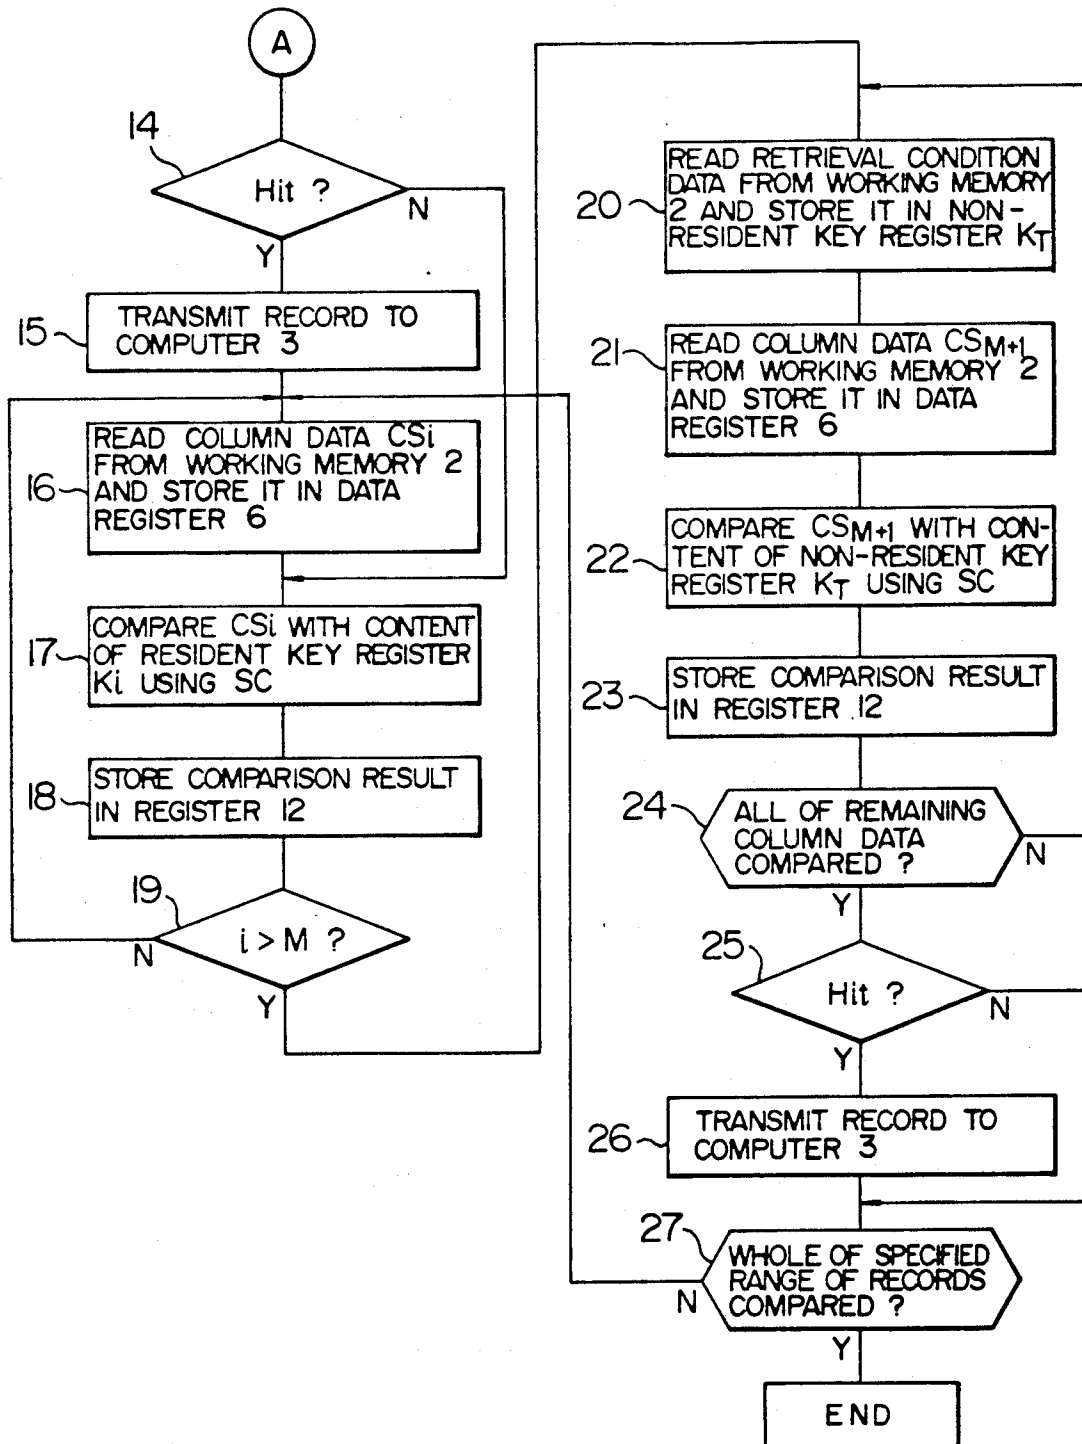 A
14
Hit ?
N
Y
15
TRANSMIT RECORD TO
COMPUTER 3
16
READ COLUMN DATA CSi
FROM WORKING MEMORY 2
AND STORE IT IN DATA
REGISTER 6
17
COMPARE CSi WITH CONTENT
OF RESIDENT KEY REGISTER
Ki USING SC
18
STORE COMPARISON RESULT
IN REGISTER 12
19
i > M ?
N
Y
20
READ RETRIEVAL CONDITION
DATA FROM WORKING MEMORY
2 AND STORE IT IN NON-
RESIDENT KEY REGISTER KT
21
READ COLUMN DATA CSM+1
FROM WORKING MEMORY 2
AND STORE IT IN DATA
REGISTER 6
22
COMPARE CSM+1 WITH CON-
TENT OF NON-RESIDENT KEY
REGISTER KT USING SC
23
STORE COMPARISON RESULT
IN REGISTER 12
24
ALL OF REMAINING
COLUMN DATA
COMPARED ?
N
Y
25
Hit ?
N
Y
26
TRANSMIT RECORD TO
COMPUTER 3
27
WHOLE OF SPECIFIED
RANGE OF RECORDS
COMPARED ?
N
Y
END